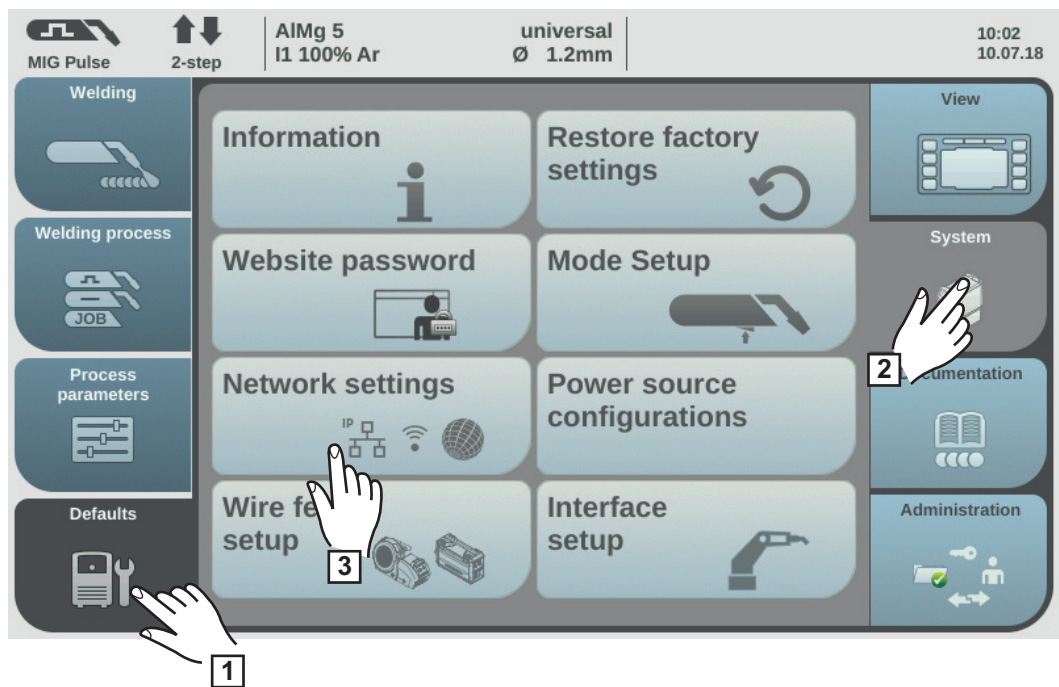 MIG Pulse
2-step
AlMg 5
I1 100% Ar
universal
Ø 1.2mm
10:02
10.07.18
Welding
Welding process
JOB
Process
parameters
Defaults
1
Information
Restore factory
settings
Website password
Mode Setup
Network settings
IP
Power source
configurations
Wire fe
setup
3
Interface
setup
View
System
2
cumentation
Administration